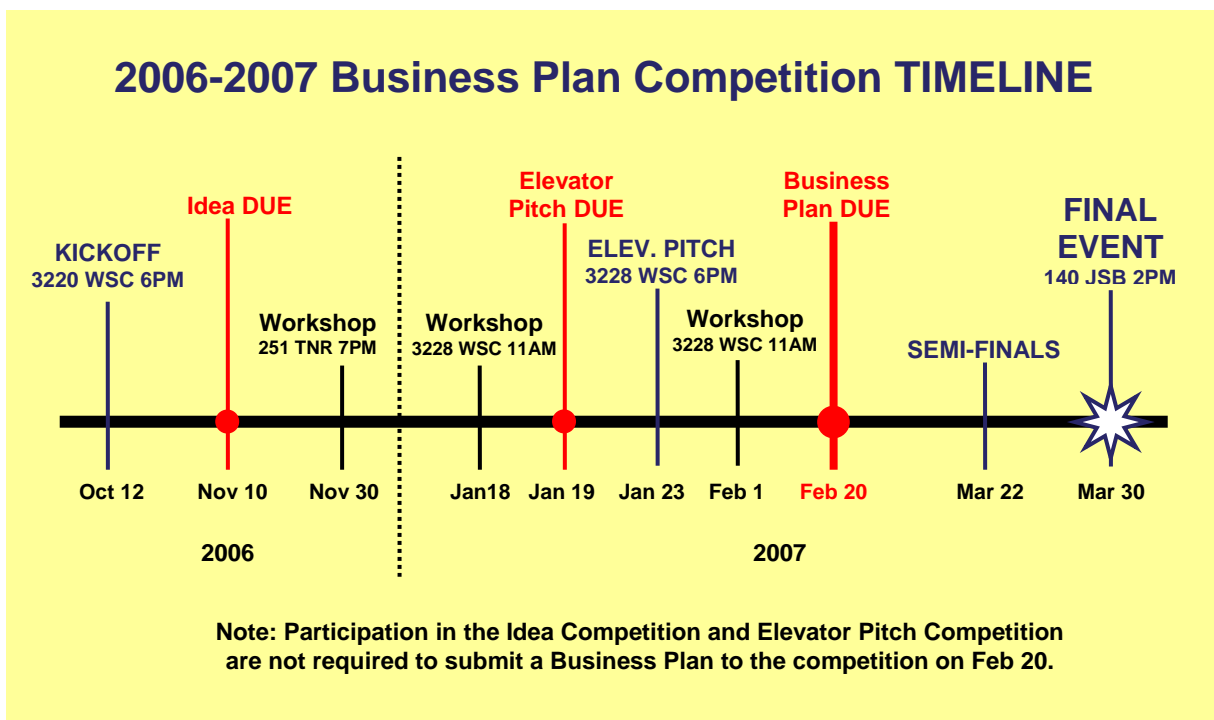 2006-2007 Business Plan Competition TIMELINE
Idea DUE
Elevator
Pitch DUE
Business
Plan DUE
FINAL
EVENT
140 JSB 2PM
KICKOFF
3220 WSC 6PM
ELEV. PITCH
3228 WSC 6PM
Workshop
251 TNR 7PM
Workshop
3228 WSC 11AM
Workshop
3228 WSC 11AM
SEMI-FINALS
Oct 12
Nov 10
Nov 30
Jan18
Jan 19
Jan 23
Feb 1
Feb 20
Mar 22
Mar 30
2006
2007
Note: Participation in the Idea Competition and Elevator Pitch Competition
are not required to submit a Business Plan to the competition on Feb 20.